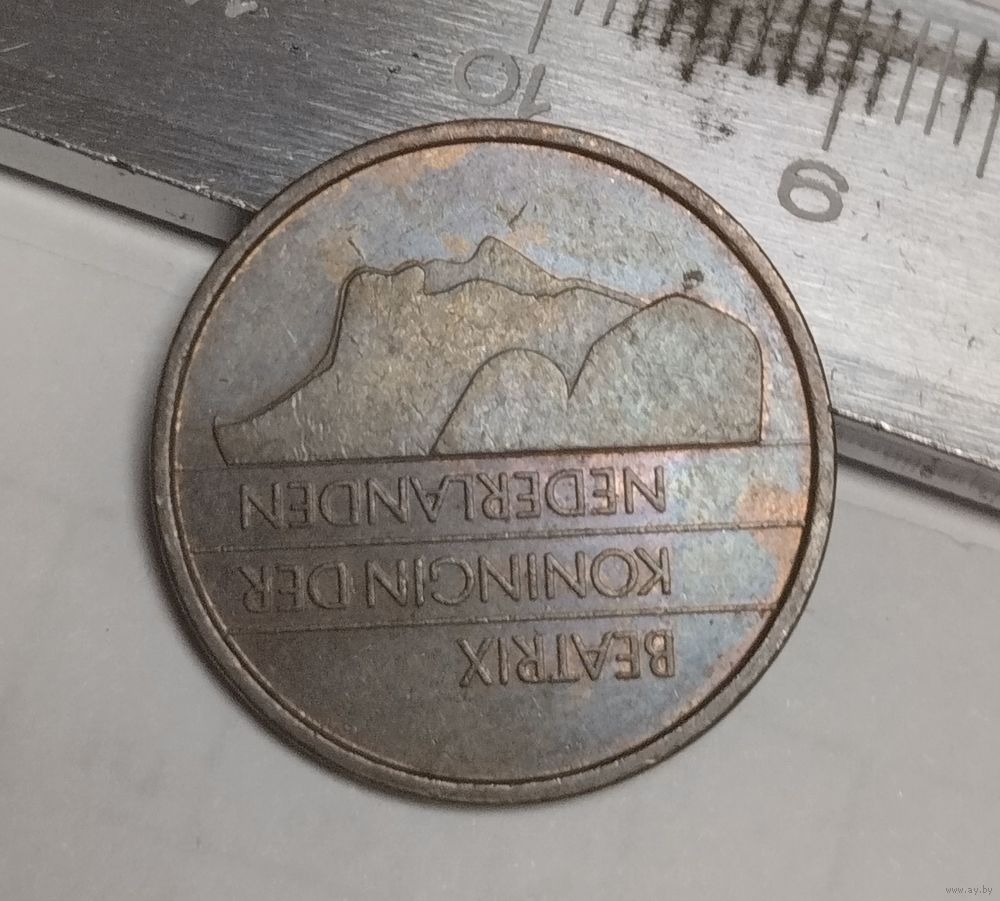 BEATRIX
KONINGIN DER
NEDERLANDEN
10
9
www.ay.by